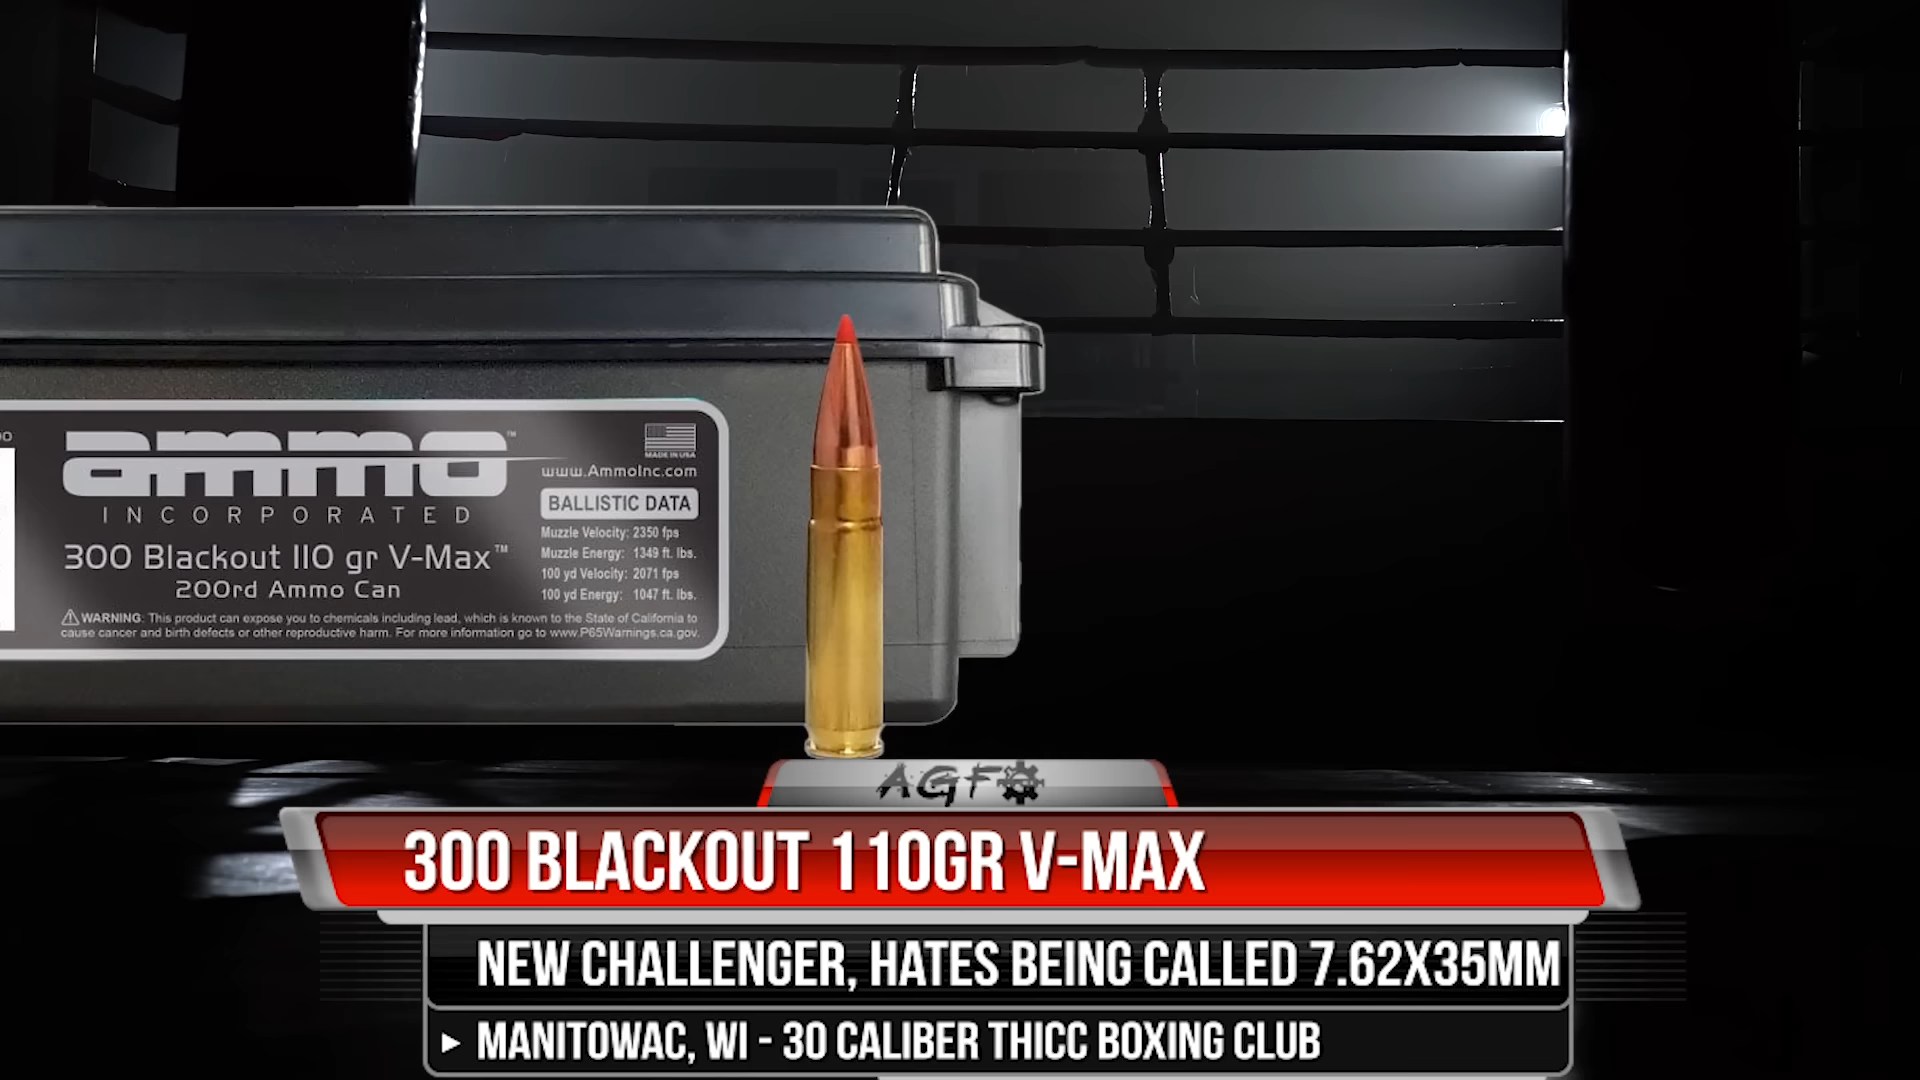 ammo™
INCORPORATED
300 Blackout 110 gr V-Max™
200rd Ammo Can
MADE IN USA
www.AmmoInc.com
BALLISTIC DATA
Muzzle Velocity: 2350 fps
Muzzle Energy: 1349 ft. lbs.
100 yd Velocity: 2071 fps
100 yd Energy: 1047 ft. lbs.
⚠WARNING: This product can expose you to chemicals including lead, which is known to the State of California to
cause cancer and birth defects or other reproductive harm. For more information go to www.P65Warnings.ca.gov.
AGF
300 BLACKOUT 110GR V-MAX
NEW CHALLENGER, HATES BEING CALLED 7.62X35MM
▶ MANITOWAC, WI - 30 CALIBER THICC BOXING CLUB